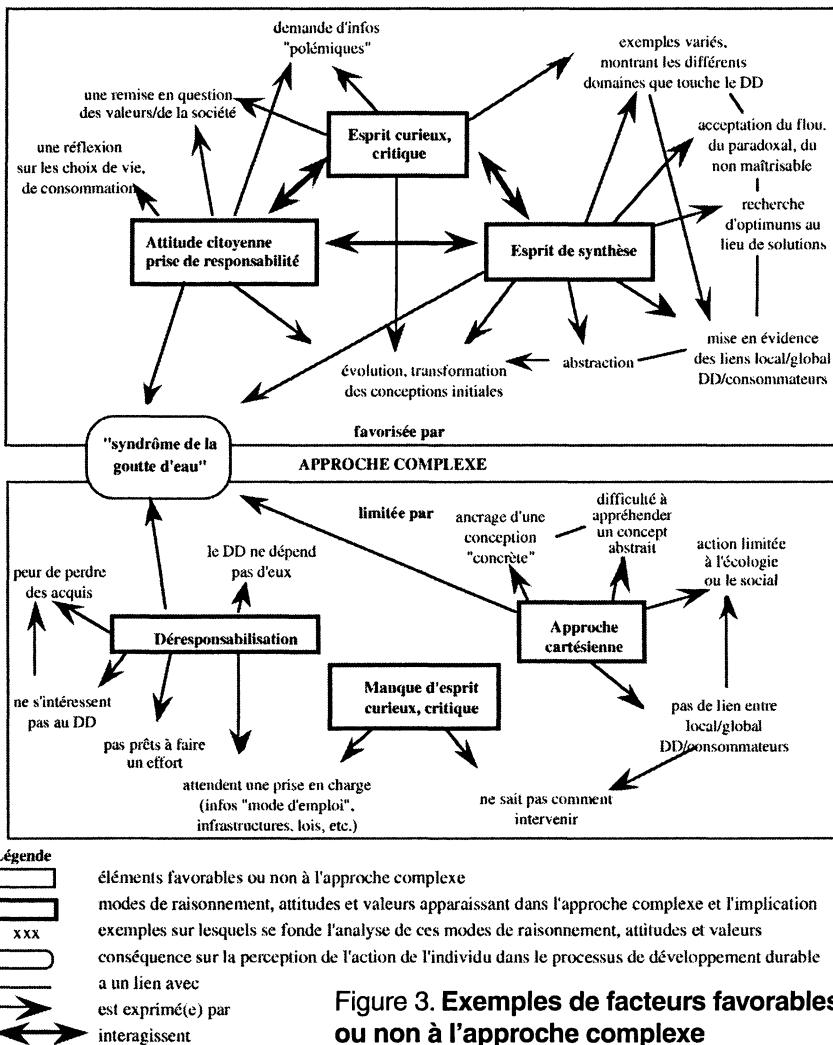 demande d'infos
"polémiques"
exemples variés,
montrant les différents
domaines que touche le DD
une remise en question
des valeurs/de la société
Esprit curieux,
critique
acceptation du flou,
du paradoxal, du
non maîtrisable
une réflexion
sur les choix de vie,
de consommation
recherche
d'optimums au
lieu de solutions
Attitude citoyenne
prise de responsabilité
Esprit de synthèse
évolution, transformation
des conceptions initiales
abstraction
mise en évidence
des liens local/global
DD/consommateurs
"syndrôme de la
goutte d'eau"
favorisée par
APPROCHE COMPLEXE
limitée par
ancrage d'une
conception
"concrète"
difficulté à
appréhender
un concept
abstrait
action limitée
à l'écologie
ou le social
le DD ne dépend
pas d'eux
peur de perdre
des acquis
Déresponsabilisation
Approche
cartésienne
Manque d'esprit
curieux, critique
ne s'intéressent
pas au DD
pas prêts à faire
un effort
pas de lien entre
local/global
DD/consommateurs
attendent une prise en charge
(infos "mode d'emploi",
infrastructures, lois, etc.)
ne sait pas comment
intervenir
Légende
éléments favorables ou non à l'approche complexe
modes de raisonnement, attitudes et valeurs apparaissant dans l'approche complexe et l'implication
xxx exemples sur lesquels se fonde l'analyse de ces modes de raisonnement, attitudes et valeurs
conséquence sur la perception de l'action de l'individu dans le processus de développement durable
a un lien avec
est exprimé(e) par
interagissent
Figure 3. Exemples de facteurs favorables
ou non à l'approche complexe